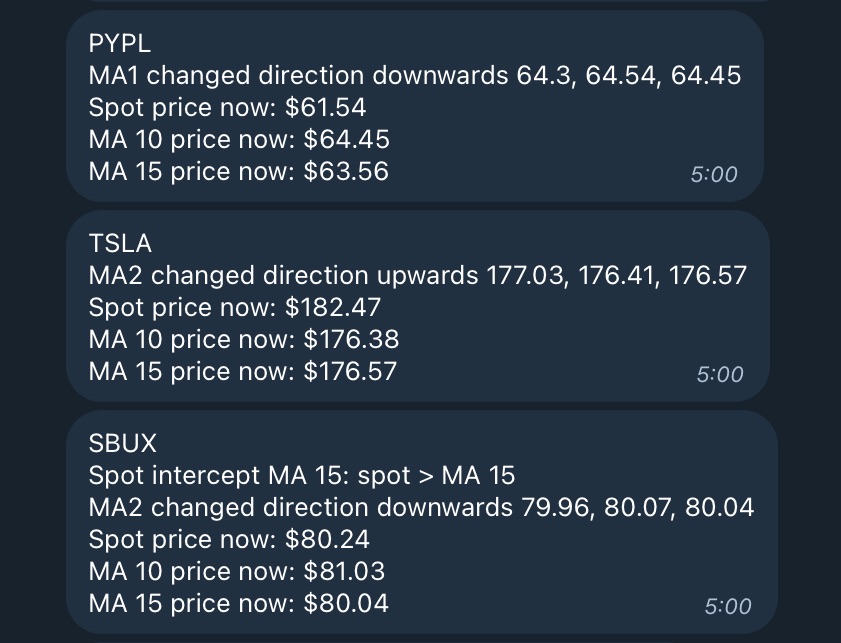 PYPL
MA1 changed direction downwards 64.3, 64.54, 64.45
Spot price now: $61.54
MA 10 price now: $64.45
MA 15 price now: $63.56
5:00
TSLA
MA2 changed direction upwards 177.03, 176.41, 176.57
Spot price now: $182.47
MA 10 price now: $176.38
MA 15 price now: $176.57
5:00
SBUX
Spot intercept MA 15: spot > MA 15
MA2 changed direction downwards 79.96, 80.07, 80.04
Spot price now: $80.24
MA 10 price now: $81.03
MA 15 price now: $80.04
5:00